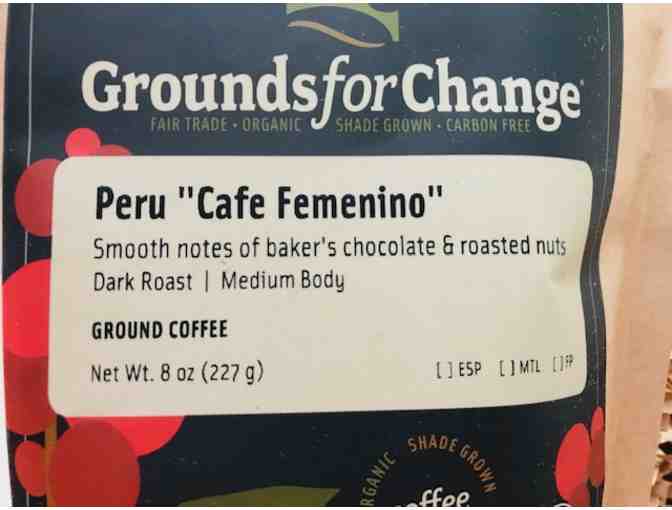 GroundsforChange
FAIR TRADE • ORGANIC SHADE GROWN • CARBON FREE
Peru "Cafe Femenino"
Smooth notes of baker's chocolate & roasted nuts
Dark Roast | Medium Body
GROUND COFFEE
Net Wt. 8 oz (227 g)
[ ] ESP [ ] MTL [ ] FP
SHADE GROWN